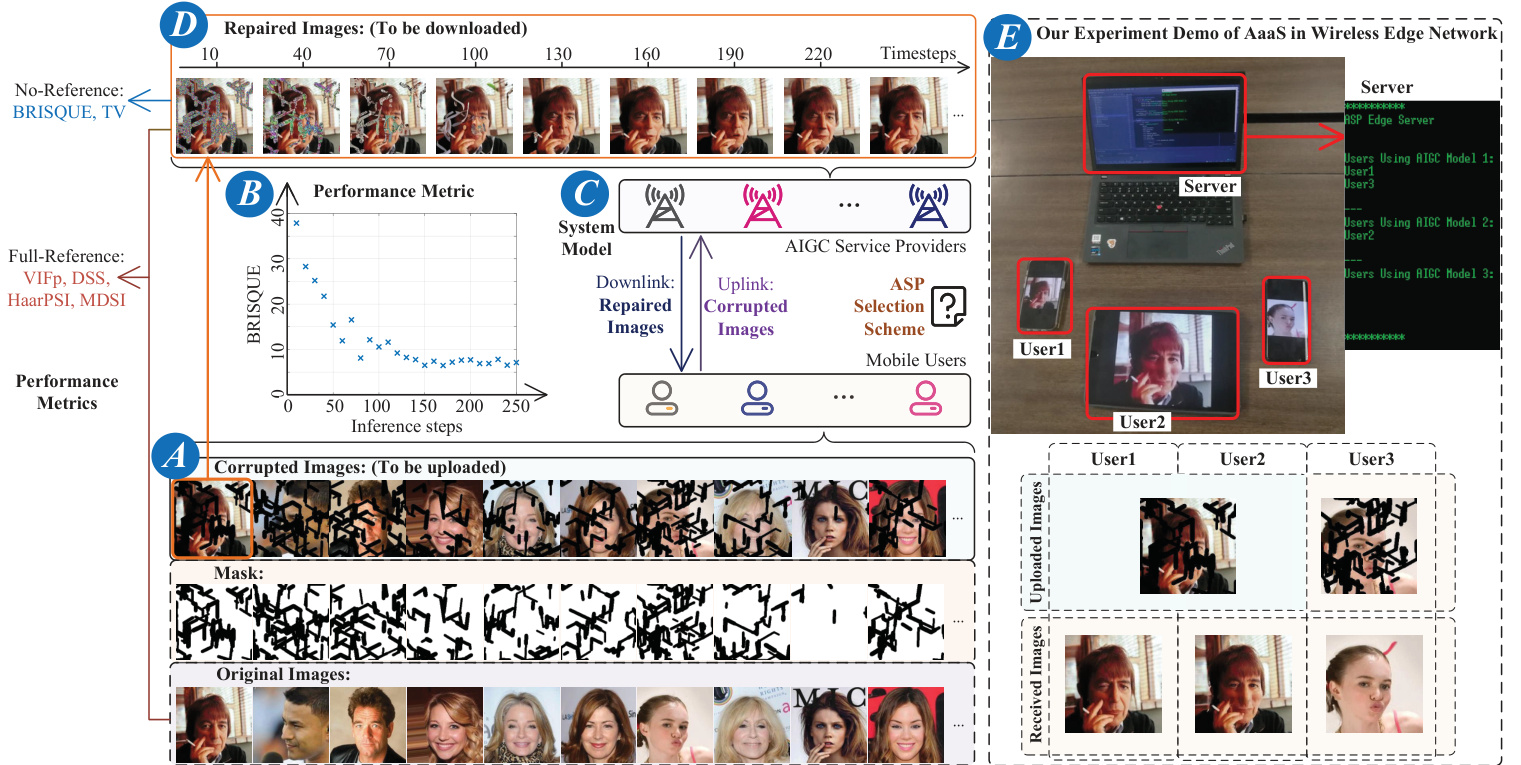 D
Repaired Images: (To be downloaded)
10 40 70 100 130 160 190 220 Timesteps
...
No-Reference:
BRISQUE, TV
Full-Reference:
VIFp, DSS,
HaarPSI, MDSI
Performance
Metrics
B
Performance Metric
BRISQUE
40
30
20
10
0
0 50 100 150 200 250
Inference steps
C
System
Model
...
AIGC Service Providers
Downlink:
Repaired
Images
Uplink:
Corrupted
Images
ASP
Selection
Scheme
?
Mobile Users
...
A
Corrupted Images: (To be uploaded)
...
Mask:
...
Original Images:
...
E
Our Experiment Demo of AaaS in Wireless Edge Network
Server
**********
ASP Edge Server
Users Using AIGC Model 1:
User1
User3
---
Users Using AIGC Model 2:
User2
---
Users Using AIGC Model 3:
**********
Server
User1
User2
User3
User1 User2 User3
Uploaded Images
Received Images